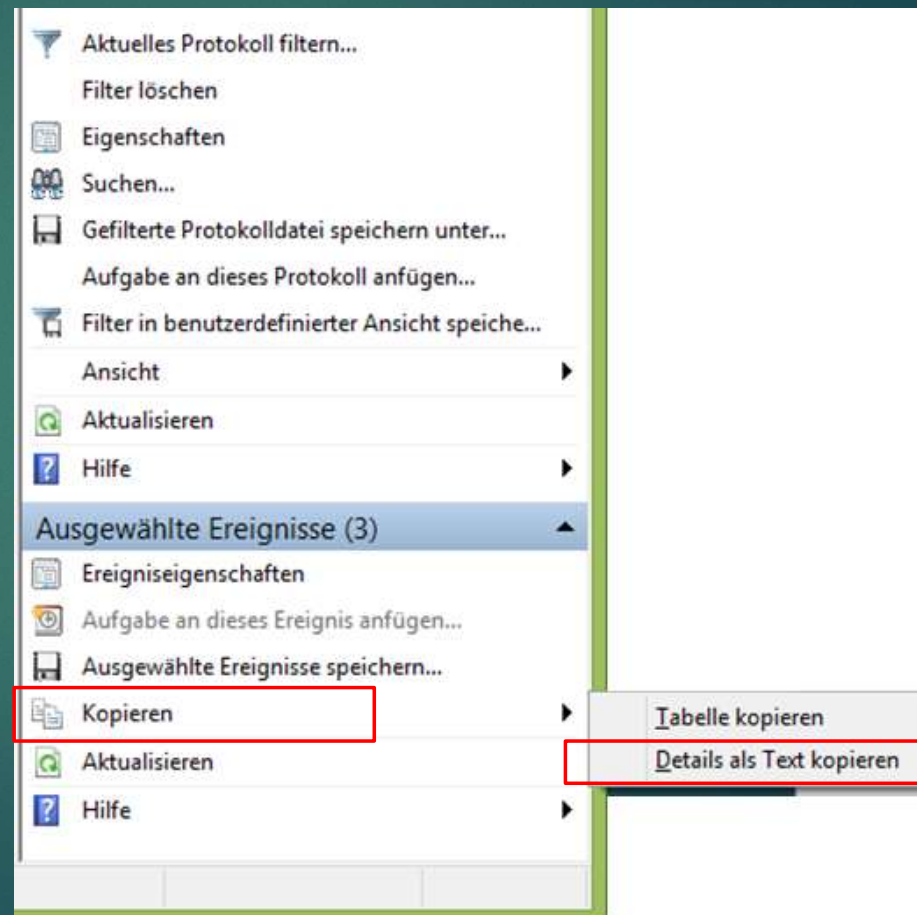 Aktuelles Protokoll filtern...
Filter löschen
Eigenschaften
Suchen...
Gefilterte Protokolldatei speichern unter...
Aufgabe an dieses Protokoll anfügen...
Filter in benutzerdefinierter Ansicht speiche...
Ansicht
Aktualisieren
Hilfe
Ausgewählte Ereignisse (3)
Ereigniseigenschaften
Aufgabe an dieses Ereignis anfügen...
Ausgewählte Ereignisse speichern...
Kopieren
Tabelle kopieren
Details als Text kopieren
Aktualisieren
Hilfe